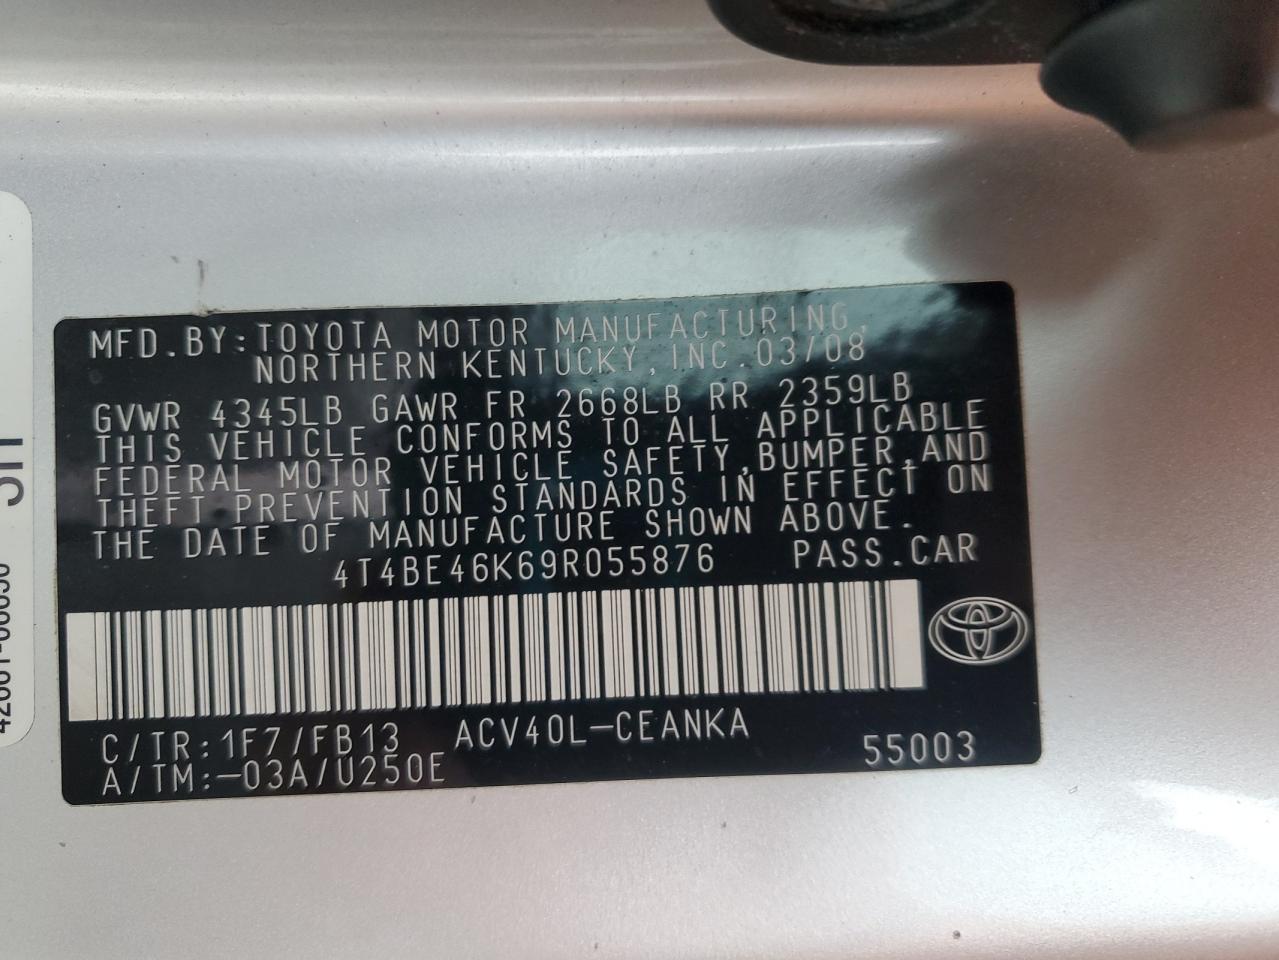 MFD.BY:TOYOTA MOTOR MANUFACTURING,
NORTHERN KENTUCKY,INC.03/08
GVWR 4345LB GAWR FR 2668LB RR 2359LB
THIS VEHICLE CONFORMS TO ALL APPLICABLE
FEDERAL MOTOR VEHICLE SAFETY,BUMPER,AND
THEFT PREVENTION STANDARDS IN EFFECT ON
THE DATE OF MANUFACTURE SHOWN ABOVE.
4T4BE46K69R055876 PASS.CAR
C/TR:1F7/FB13 ACV40L-CEANKA
A/TM:-03A/U250E 55003